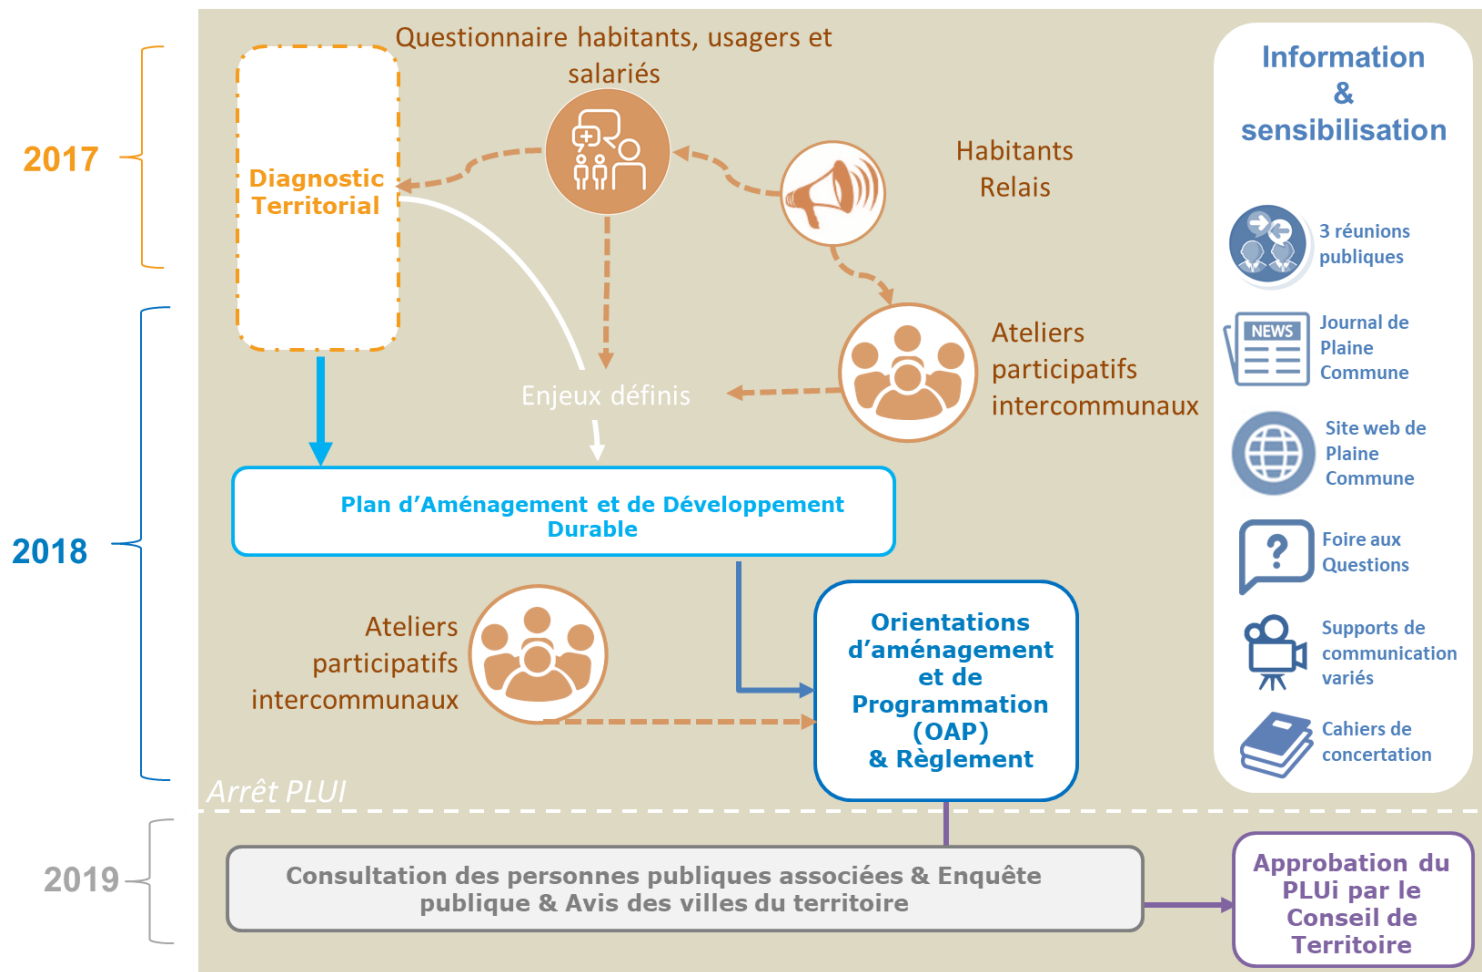 2017
Diagnostic
Territorial
Questionnaire habitants, usagers et
salariés
Habitants
Relais
Ateliers
participatifs
intercommunaux
Enjeux définis
2018
Plan d’Aménagement et de Développement
Durable
Ateliers
participatifs
intercommunaux
Orientations
d’aménagement
et de
Programmation
(OAP)
& Règlement
Arrêt PLUI
2019
Consultation des personnes publiques associées & Enquête
publique & Avis des villes du territoire
Approbation du
PLUi par le
Conseil de
Territoire
Information
&
sensibilisation
3 réunions
publiques
NEWS
Journal de
Plaine
Commune
Site web de
Plaine
Commune
?
Foire aux
Questions
Supports de
communication
variés
Cahiers de
concertation